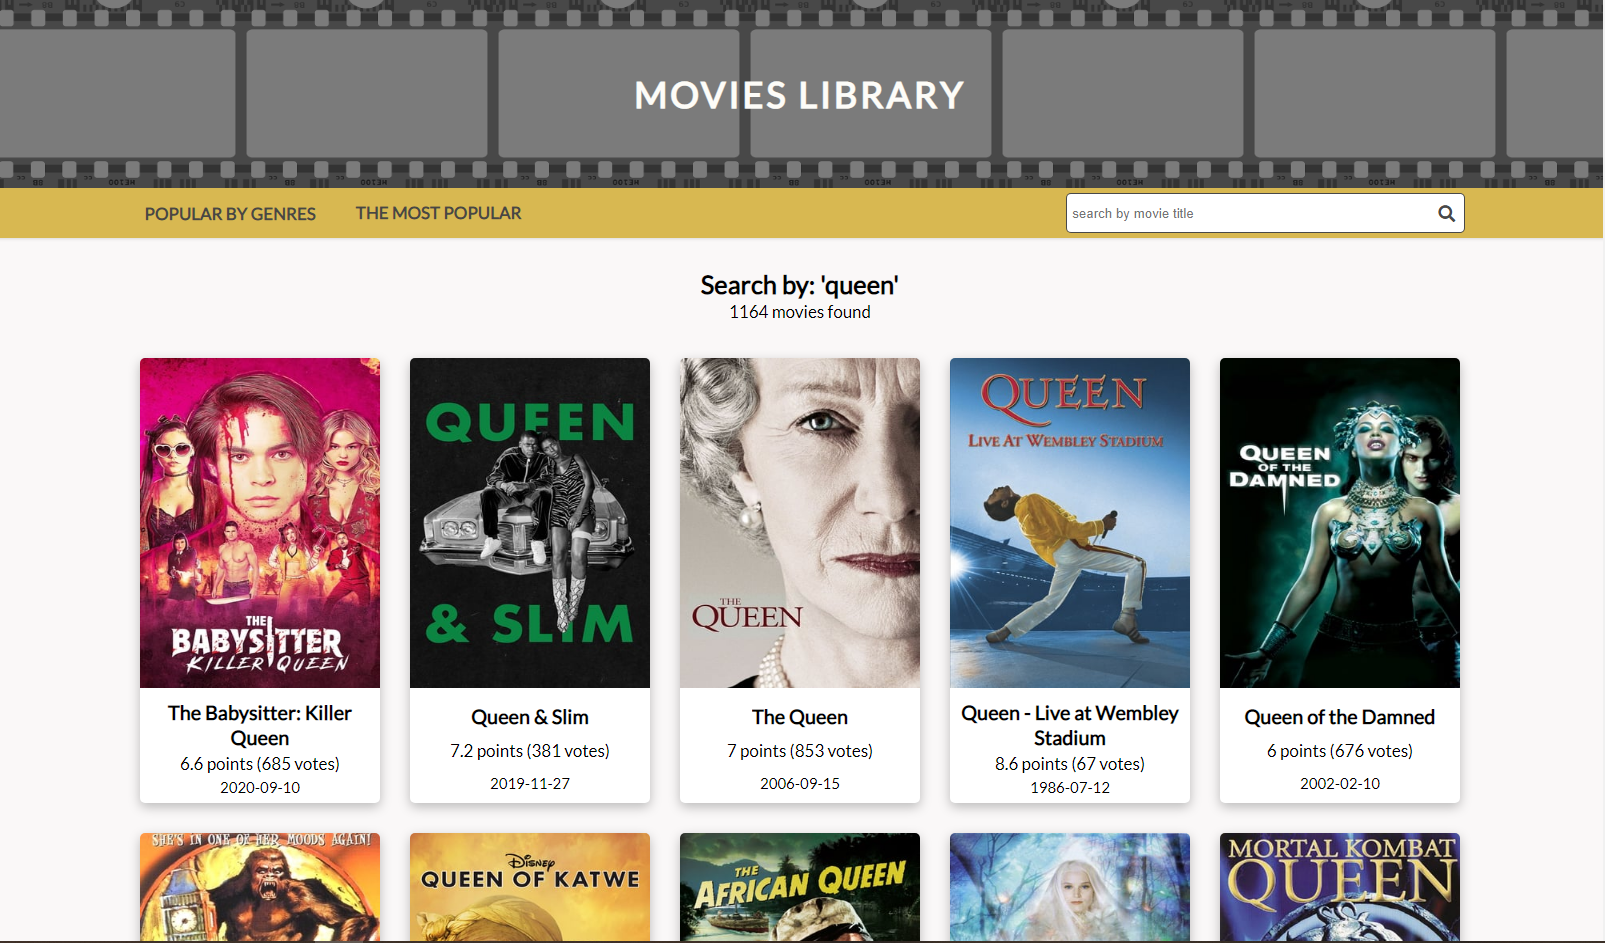 MOVIES LIBRARY
POPULAR BY GENRES
THE MOST POPULAR
search by movie title
Search by: 'queen'
1164 movies found
THE
BABYSITTER
KILLER QUEEN
QUEEN
& SLIM
THE
QUEEN
QUEEN
LIVE AT WEMBLEY STADIUM
QUEEN
OF THE
DAMNED
The Babysitter: Killer
Queen
6.6 points (685 votes)
2020-09-10
Queen & Slim
7.2 points (381 votes)
2019-11-27
The Queen
7 points (853 votes)
2006-09-15
Queen - Live at Wembley
Stadium
8.6 points (67 votes)
1986-07-12
Queen of the Damned
6 points (676 votes)
2002-02-10
SHE'S IN ONE OF HER MOODS AGAIN!
DISNEY
QUEEN OF KATWE
THE
AFRICAN QUEEN
MORTAL KOMBAT
QUEEN